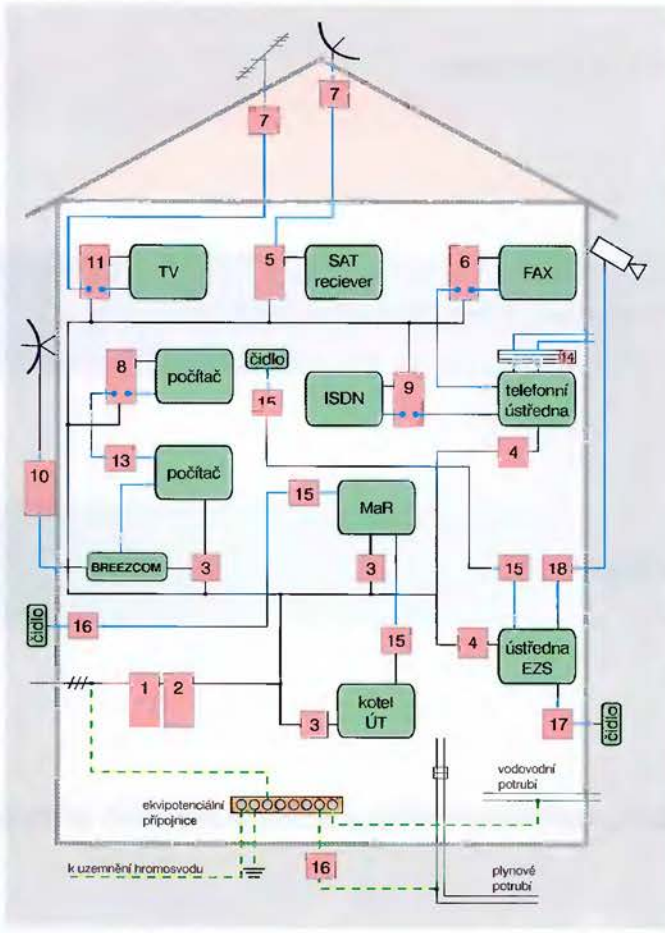 7
7
11
TV
5
SAT
reciever
6
FAX
8
počítač
čidlo
15
ISDN
9
14
telefonní
ústředna
4
10
13
počítač
15
MaR
BREEZCOM
3
3
15
18
čidlo
16
15
4
ústředna
EZS
1
2
3
kotel
ÚT
17
čidlo
ekvipotenciální
přípojnice
vodovodní
potrubí
k uzemnění hromosvodu
16
plynové
potrubí